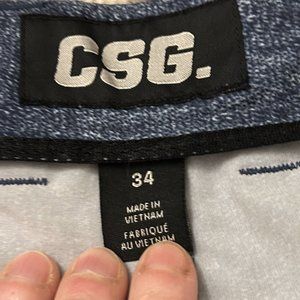 CSG.
34
MADE IN
VIETNAM
FABRIQUÉ
AU VIETNAM